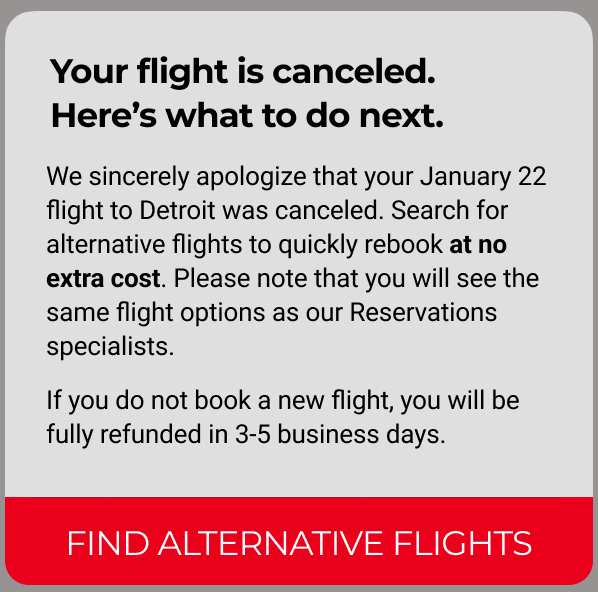 Your flight is canceled.
Here’s what to do next.
We sincerely apologize that your January 22
flight to Detroit was canceled. Search for
alternative flights to quickly rebook at no
extra cost. Please note that you will see the
same flight options as our Reservations
specialists.
If you do not book a new flight, you will be
fully refunded in 3-5 business days.
FIND ALTERNATIVE FLIGHTS